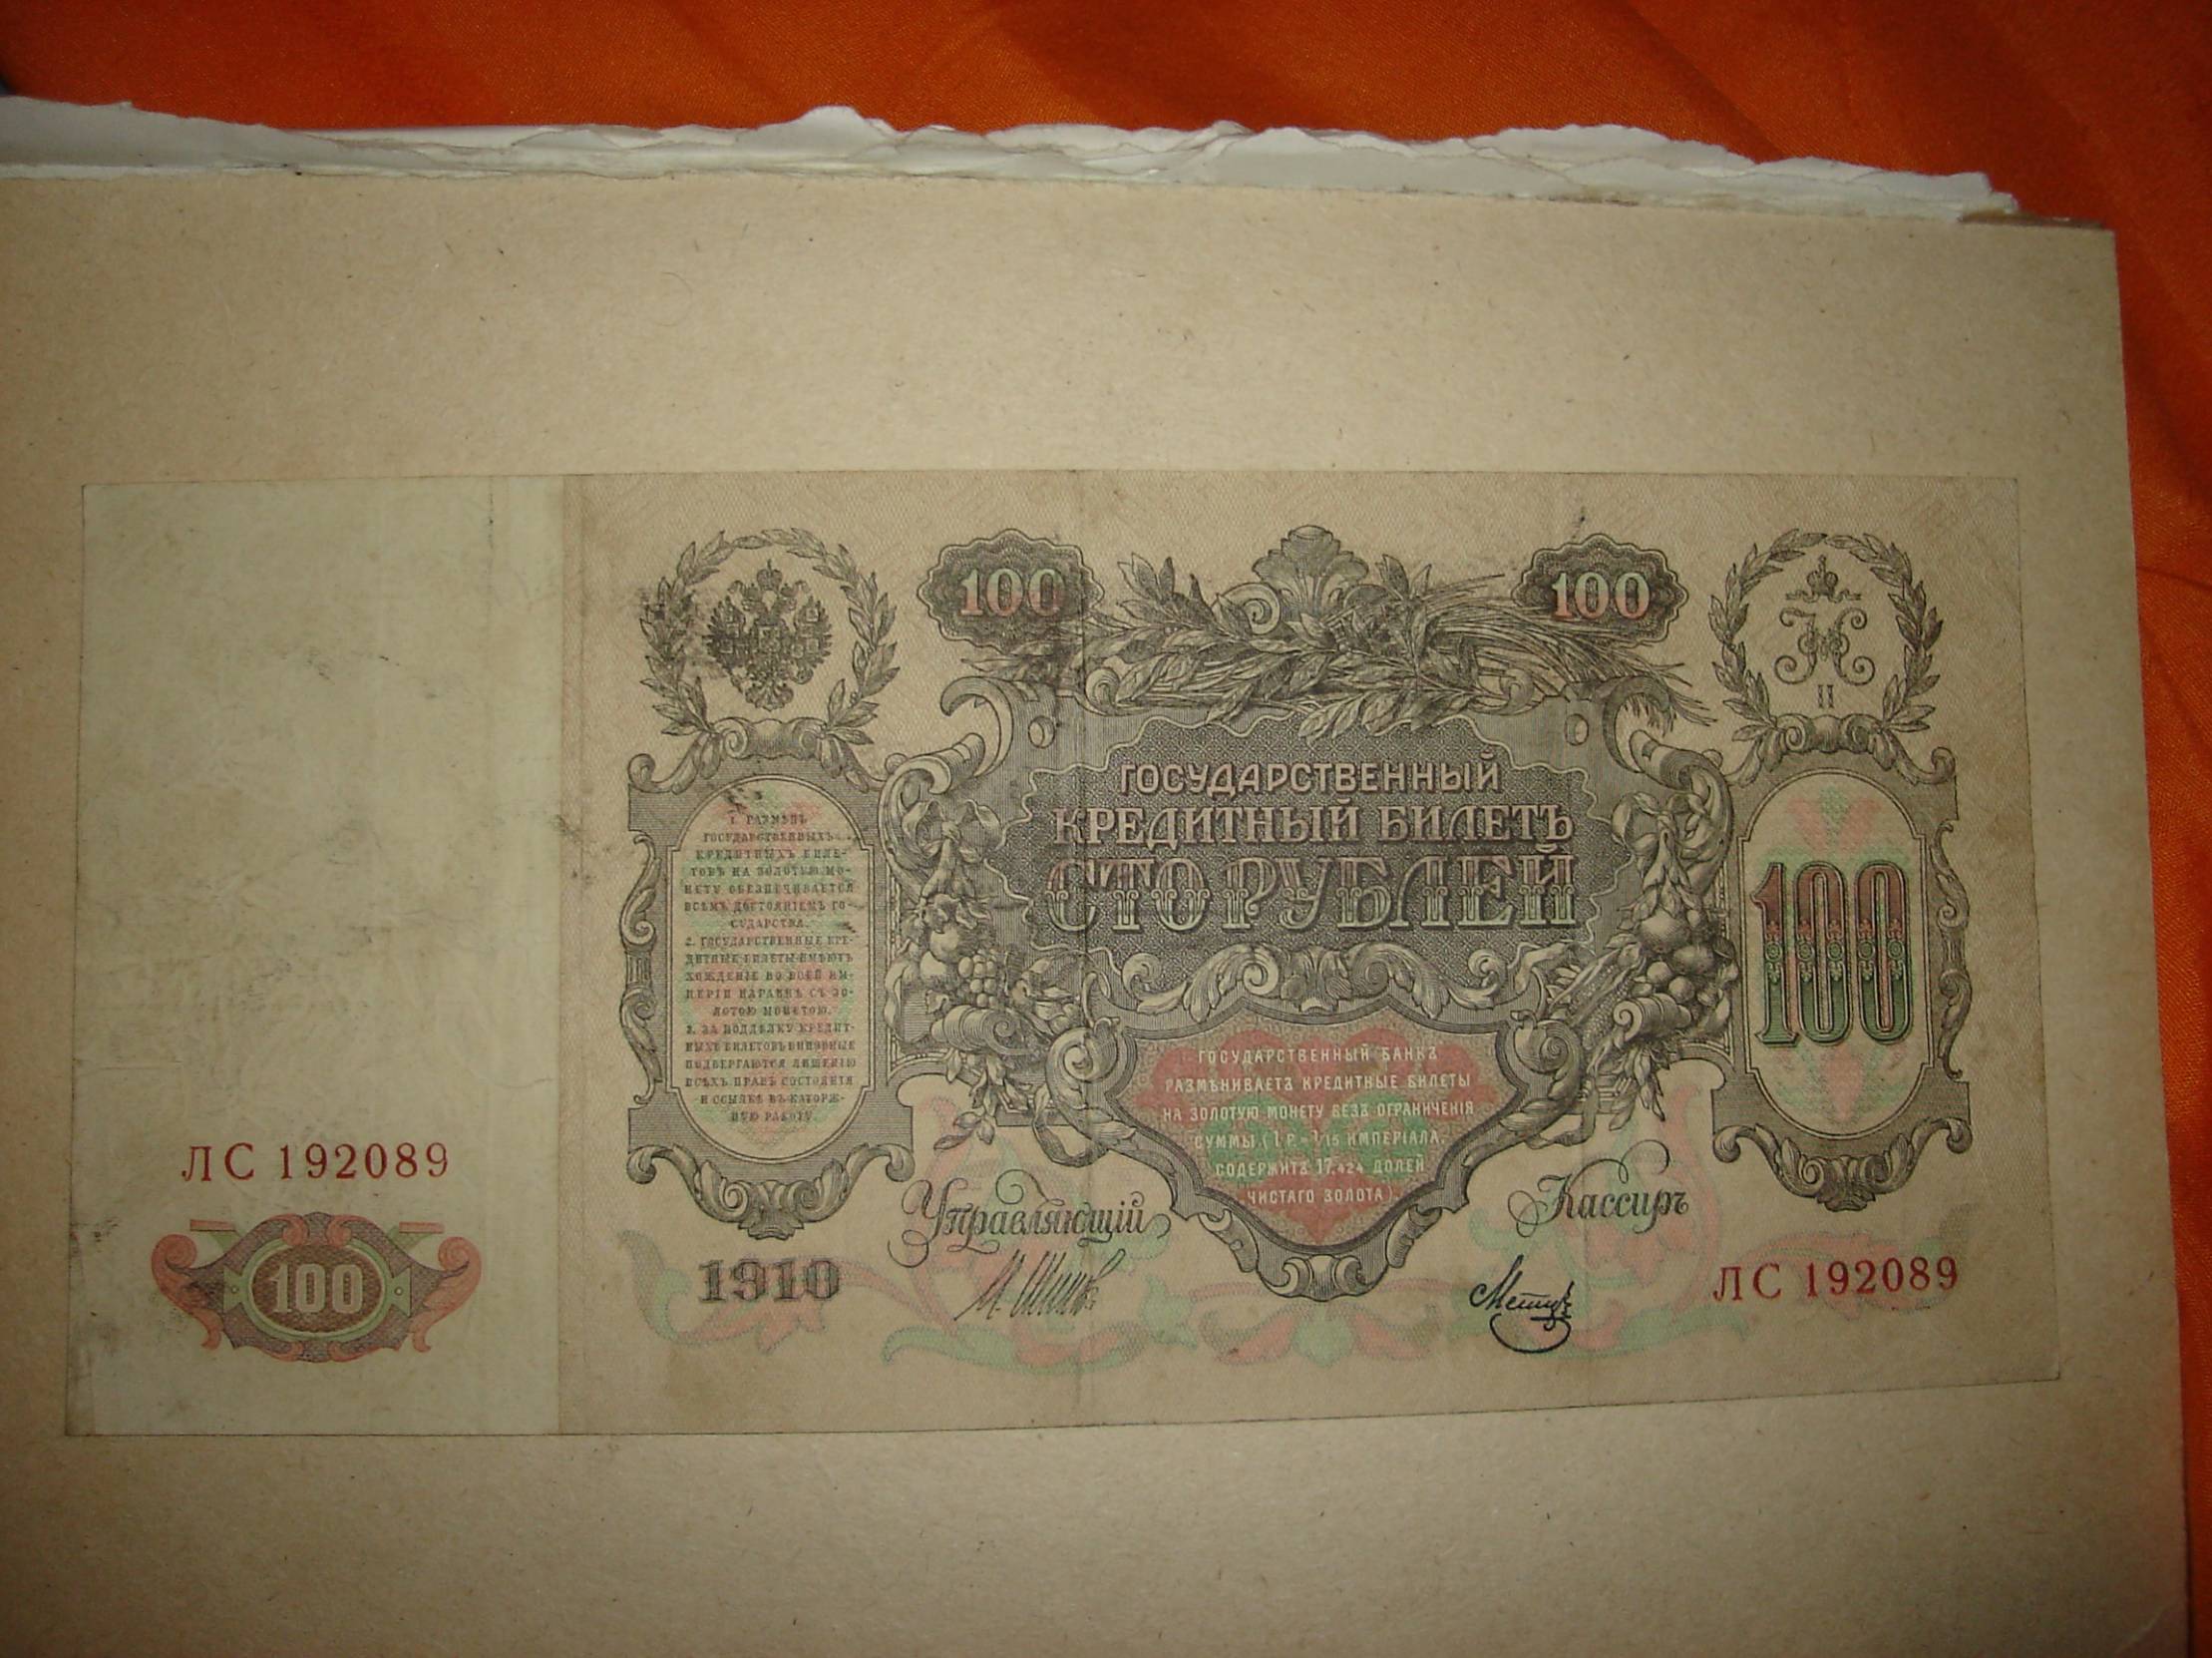 100
100
Н
II
ГОСУДАРСТВЕННЫЙ
КРЕДИТНЫЙ БИЛЕТЪ
СТО РУБЛЕЙ
1. РАЗМѢНЪ
ГОСУДАРСТВЕННЫХЪ
КРЕДИТНЫХЪ БИЛЕ-
ТОВЪ НА ЗОЛОТУЮ МО-
НЕТУ ОБЕЗПЕЧИВАЕТСЯ
ВСѢМЪ ДОСТОЯНІЕМЪ ГО-
СУДАРСТВА.
2. ГОСУДАРСТВЕННЫЕ КРЕ-
ДИТНЫЕ БИЛЕТЫ ИМѢЮТЪ
ХОЖДЕНІЕ ВО ВСЕЙ ИМ-
ПЕРІИ НАРАВНѢ СЪ ЗО-
ЛОТОЮ МОНЕТОЮ.
3. ЗА ПОДДѢЛКУ КРЕДИТ-
НЫХЪ БИЛЕТОВЪ ВИНОВНЫЕ
ПОДВЕРГАЮТСЯ ЛИШЕНІЮ
ВСѢХЪ ПРАВЪ СОСТОЯНІЯ
И ССЫЛКѢ ВЪ КАТОРЖ-
НУЮ РАБОТУ.
100
ГОСУДАРСТВЕННЫЙ БАНКЪ
РАЗМѢНИВАЕТЪ КРЕДИТНЫЕ БИЛЕТЫ
НА ЗОЛОТУЮ МОНЕТУ БЕЗЪ ОГРАНИЧЕНІЯ
СУММЫ (1 Р. = 1/15 ИМПЕРІАЛА,
СОДЕРЖИТЪ 17,424 ДОЛЕЙ
ЧИСТАГО ЗОЛОТА).
ЛС 192089
100
Управляющій
Кассиръ
1910
И. Шиповъ
Метцъ
ЛС 192089